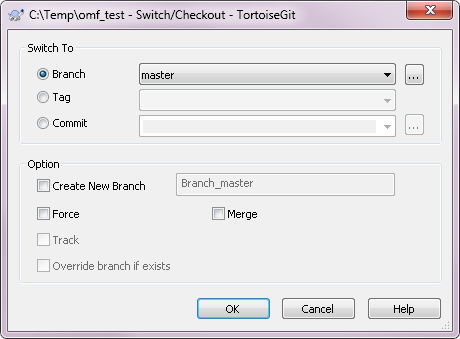 C:\Temp\omf_test - Switch/Checkout - TortoiseGit
Switch To
Branch master ...
Tag
Commit ...
Option
Create New Branch Branch_master
Force Merge
Track
Override branch if exists
OK Cancel Help